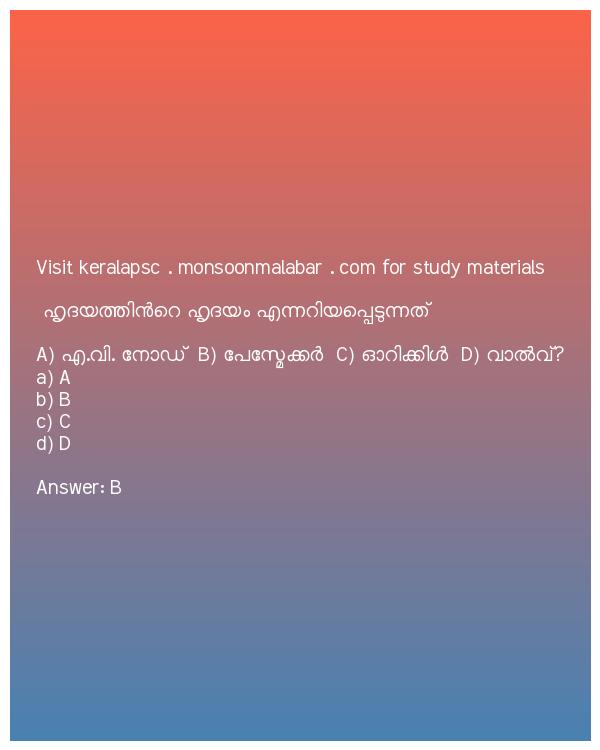 Visit keralapsc . monsoonmalabar . com for study materials
ഹൃദയത്തിൻറെ ഹൃദയം എന്നറിയപ്പെടുന്നത്
A) എ.വി. നോഡ് B) പേസ്മേക്കർ C) ഓറിക്കിൾ D) വാൽവ്?
a) A
b) B
c) C
d) D
Answer: B